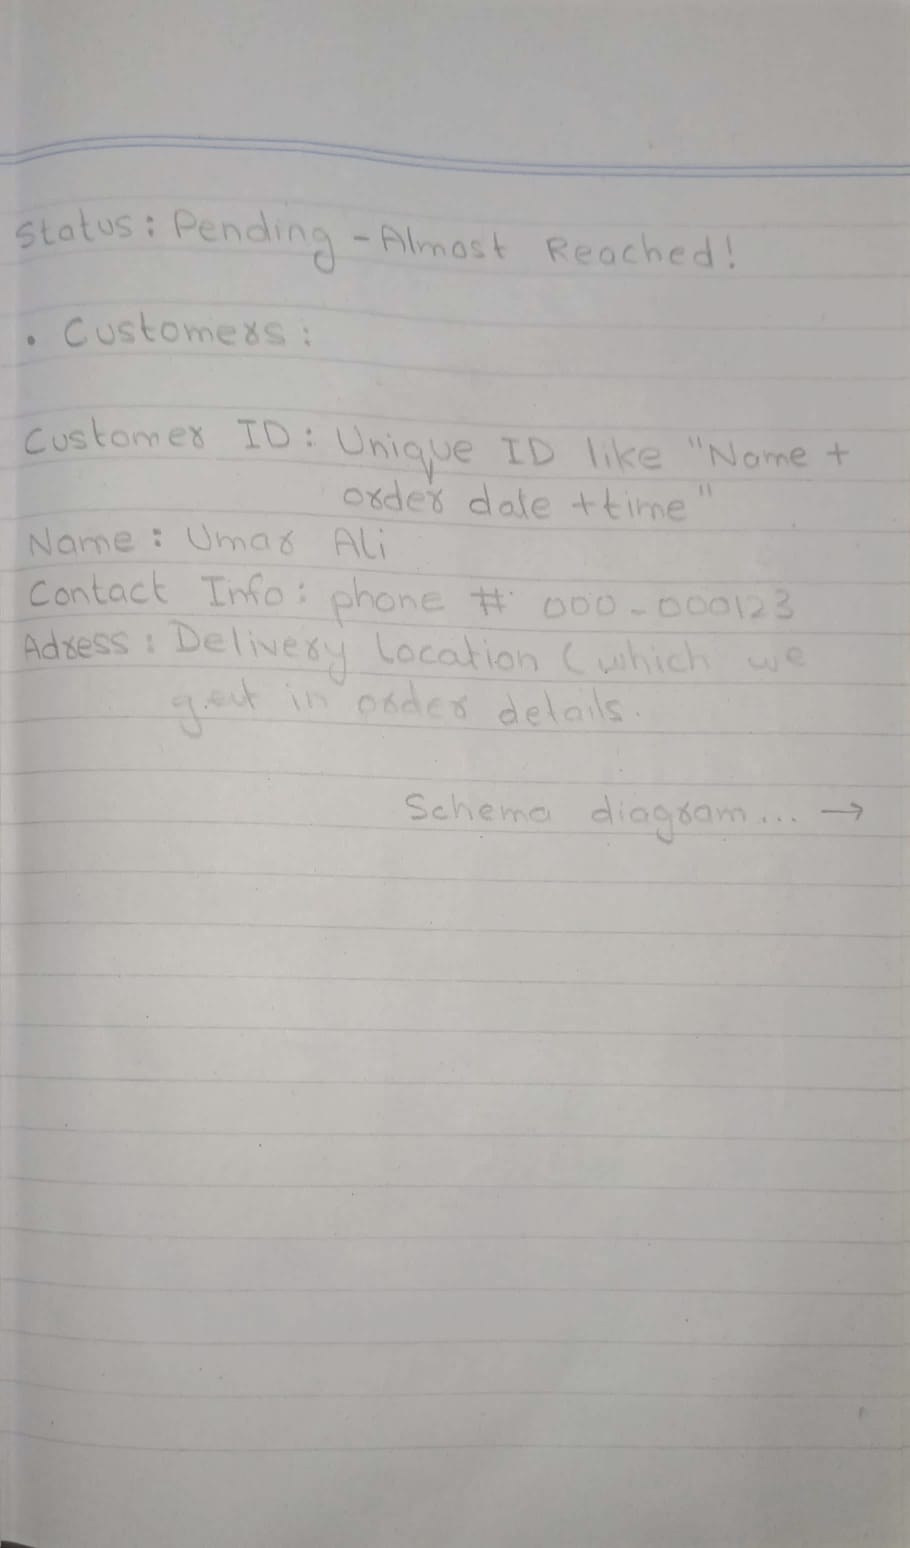 Status: Pending - Almost Reached!
• Customers:
Customer ID: Unique ID like "Name +
order date + time"
Name: Umar Ali
Contact Info: phone # 000-000123
Adress: Delivery Location (which we
get in order details.
Schema diagram... →